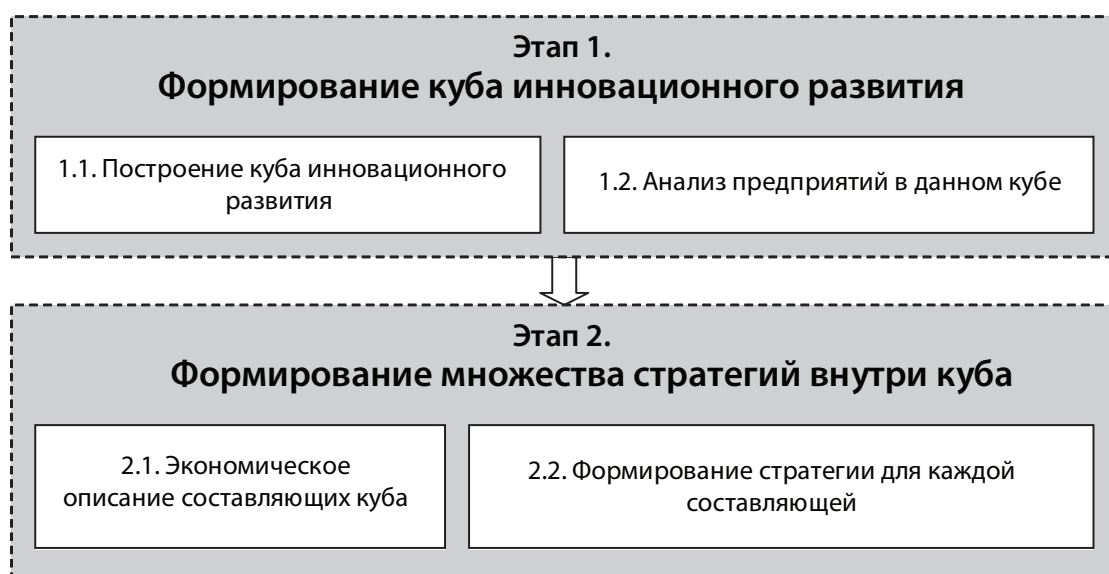 Этап 1.
Формирование куба инновационного развития
1.1. Построение куба инновационного
развития
1.2. Анализ предприятий в данном кубе
Этап 2.
Формирование множества стратегий внутри куба
2.1. Экономическое
описание составляющих куба
2.2. Формирование стратегии для каждой
составляющей